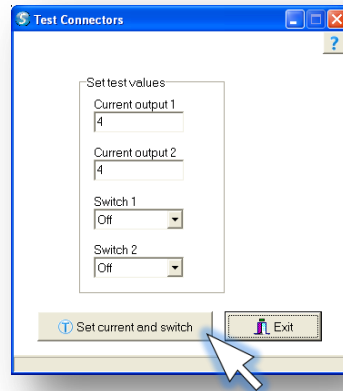 Test Connectors
?
Set test values
Current output 1
4
Current output 2
4
Switch 1
Off
Switch 2
Off
T Set current and switch
Exit